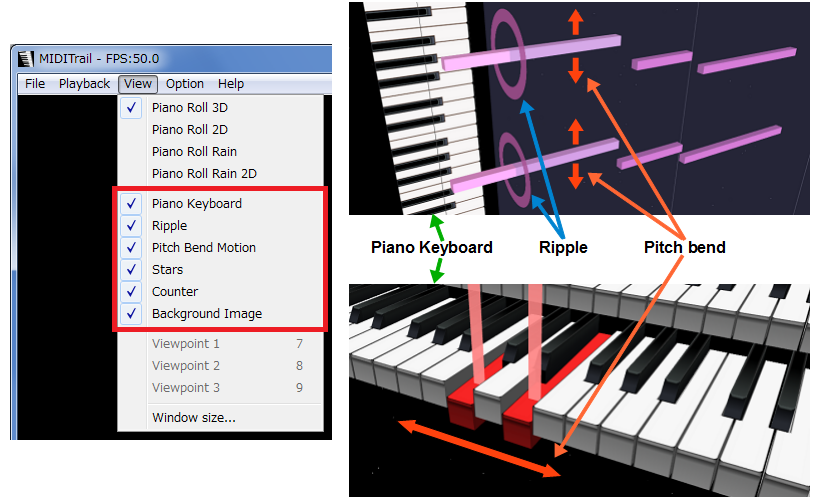 MIDITrail - FPS:50.0
File Playback View Option Help
Piano Roll 3D
Piano Roll 2D
Piano Roll Rain
Piano Roll Rain 2D
Piano Keyboard
Ripple
Pitch Bend Motion
Stars
Counter
Background Image
Viewpoint 1 7
Viewpoint 2 8
Viewpoint 3 9
Window size...
Piano Keyboard Ripple Pitch bend